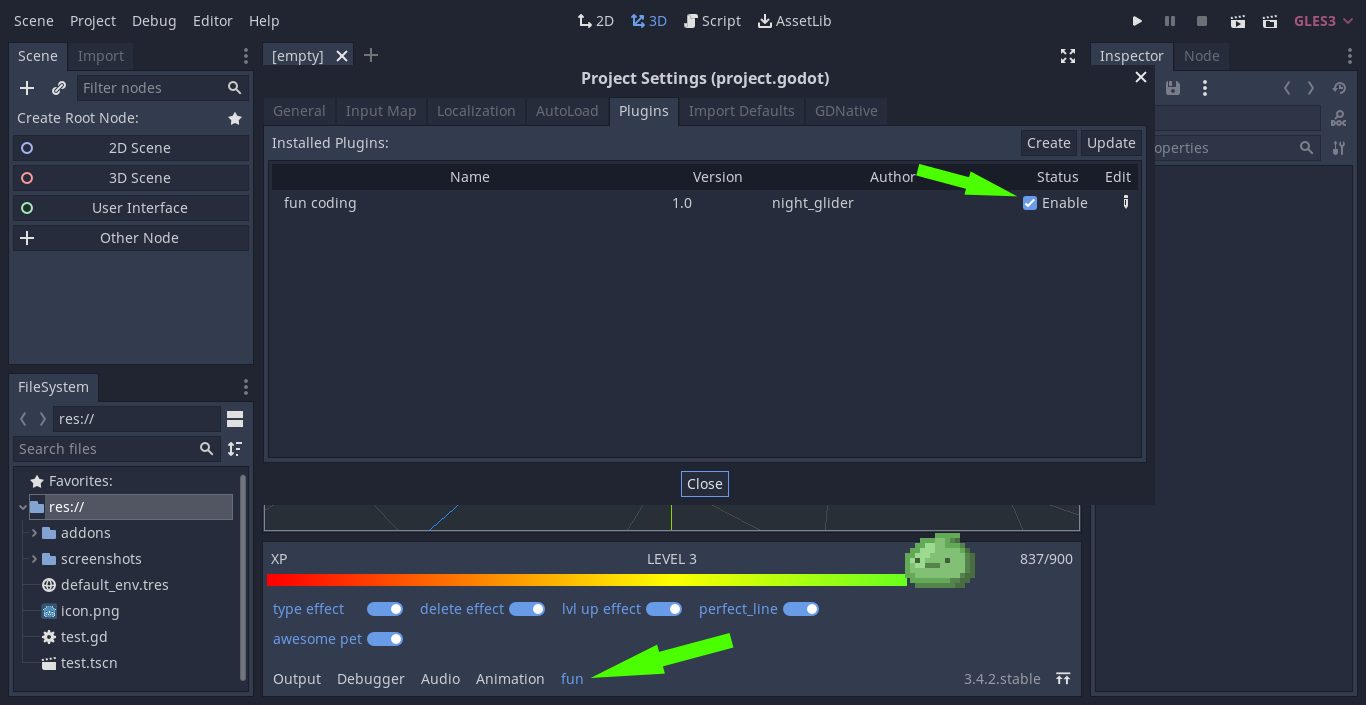 Scene Project Debug Editor Help 2D 3D Script AssetLib GLES3
Scene Import [empty] Inspector Node
Project Settings (project.godot)
Filter nodes
General Input Map Localization AutoLoad Plugins Import Defaults GDNative
Create Root Node:
DOC
Installed Plugins: Create Update
2D Scene
operties
3D Scene
Name Version Author Status Edit
User Interface
fun coding 1.0 night_glider Enable
Other Node
FileSystem
res://
Search files
Favorites:
Close
res://
addons
screenshots
XP LEVEL 3 837/900
default_env.tres
icon.png
type effect delete effect lvl up effect perfect_line
test.gd
awesome pet
test.tscn
Output Debugger Audio Animation fun 3.4.2.stable